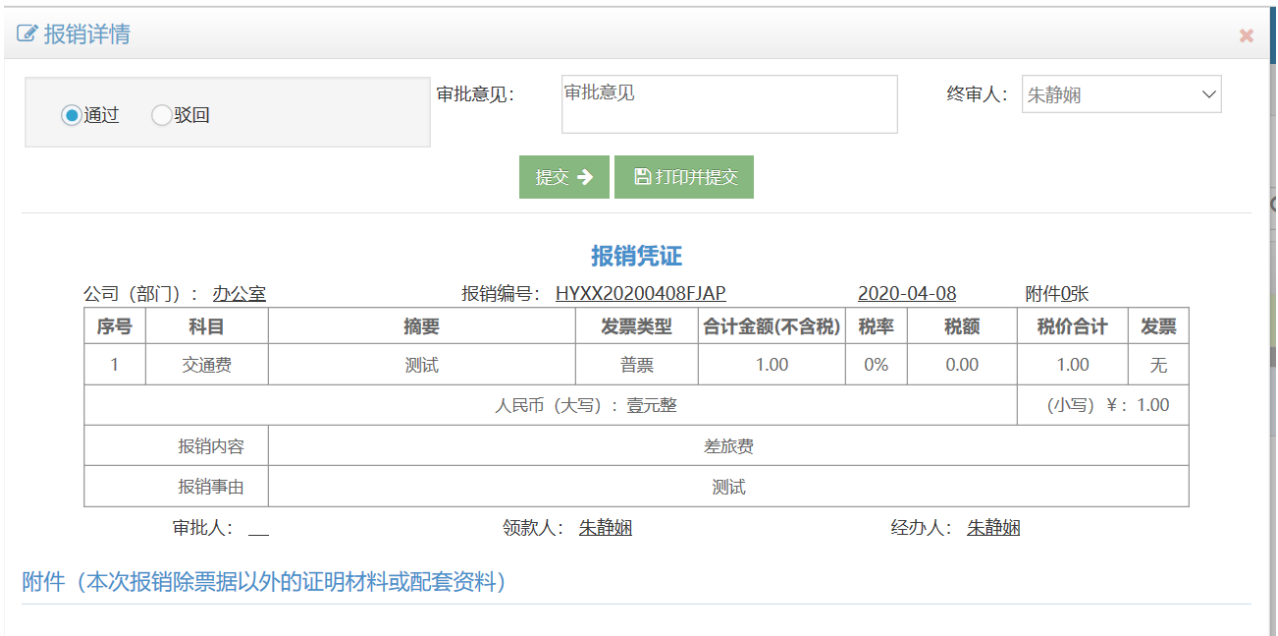 报销详情
通过 驳回 审批意见： 审批意见 终审人： 朱静娴
提交 打印并提交
报销凭证
公司（部门）： 办公室 报销编号： HYXX20200408FJAP 2020-04-08 附件0张
序号 科目 摘要 发票类型 合计金额(不含税) 税率 税额 税价合计 发票
1 交通费 测试 普票 1.00 0% 0.00 1.00 无
人民币（大写）：壹元整 (小写) ¥：1.00
报销内容 差旅费
报销事由 测试
审批人： 领款人： 朱静娴 经办人： 朱静娴
附件（本次报销除票据以外的证明材料或配套资料）